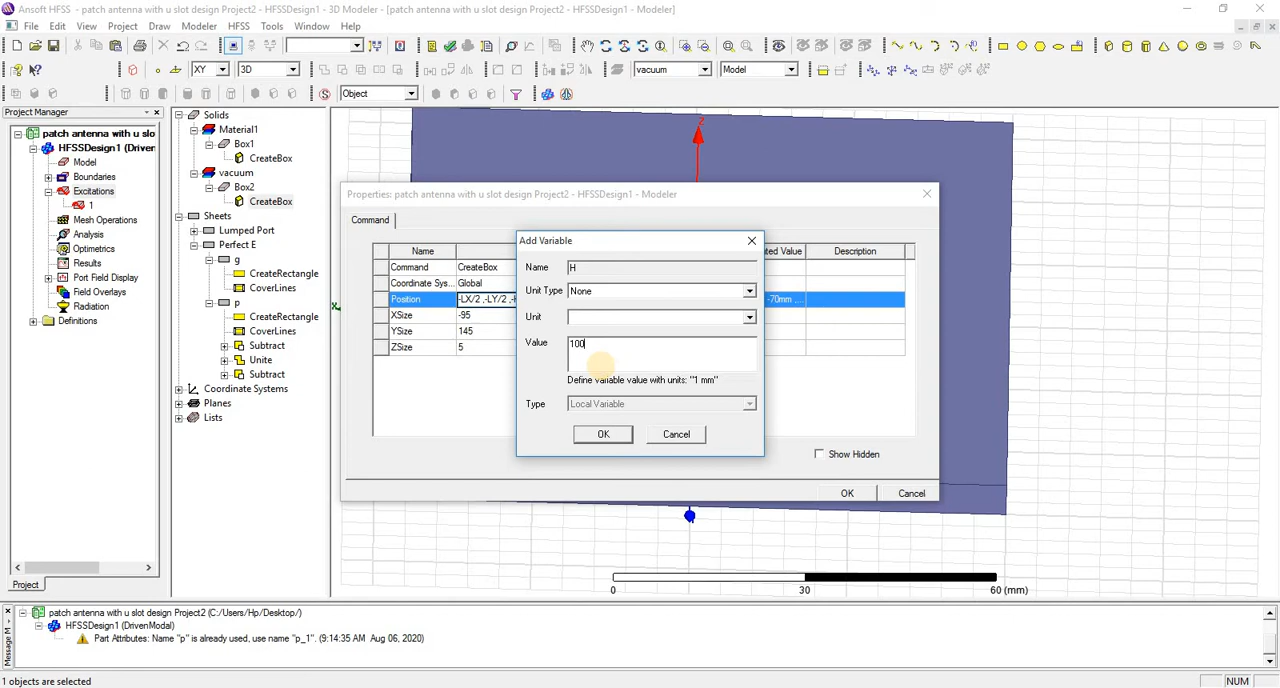 Ansoft HFSS - patch antenna with u slot design Project2 - HFSSDesign1 - 3D Modeler - [patch antenna with u slot design Project2 - HFSSDesign1 - Modeler]
File Edit View Project Draw Modeler HFSS Tools Window Help
XY 3D vacuum Model
Object
Project Manager
patch antenna with u slo
HFSSDesign1 (Driven
Model
Boundaries
Excitations
1
Mesh Operations
Analysis
Optimetrics
Results
Port Field Display
Field Overlays
Radiation
Definitions
Project
Solids
Material1
Box1
CreateBox
vacuum
Box2
CreateBox
Sheets
Lumped Port
Perfect E
g
CreateRectangle
CoverLines
p
CreateRectangle
CoverLines
Subtract
Unite
Subtract
Coordinate Systems
Planes
Lists
Z
Properties: patch antenna with u slot design Project2 - HFSSDesign1 - Modeler
Command
Name ted Value Description
Command CreateBox
Coordinate Sys... Global
Position -LX/2 ,-LY/2 ,-H -70mm ,...
XSize -95
YSize 145
ZSize 5
Show Hidden
OK Cancel
Add Variable
Name H
Unit Type None
Unit
Value 100
Define variable value with units: "1 mm"
Type Local Variable
OK Cancel
0 30 60 (mm)
Message M
patch antenna with u slot design Project2 (C:/Users/Hp/Desktop/)
HFSSDesign1 (DrivenModal)
Part Attributes: Name "p" is already used, use name "p_1". (9:14:35 AM Aug 06, 2020)
1 objects are selected NUM